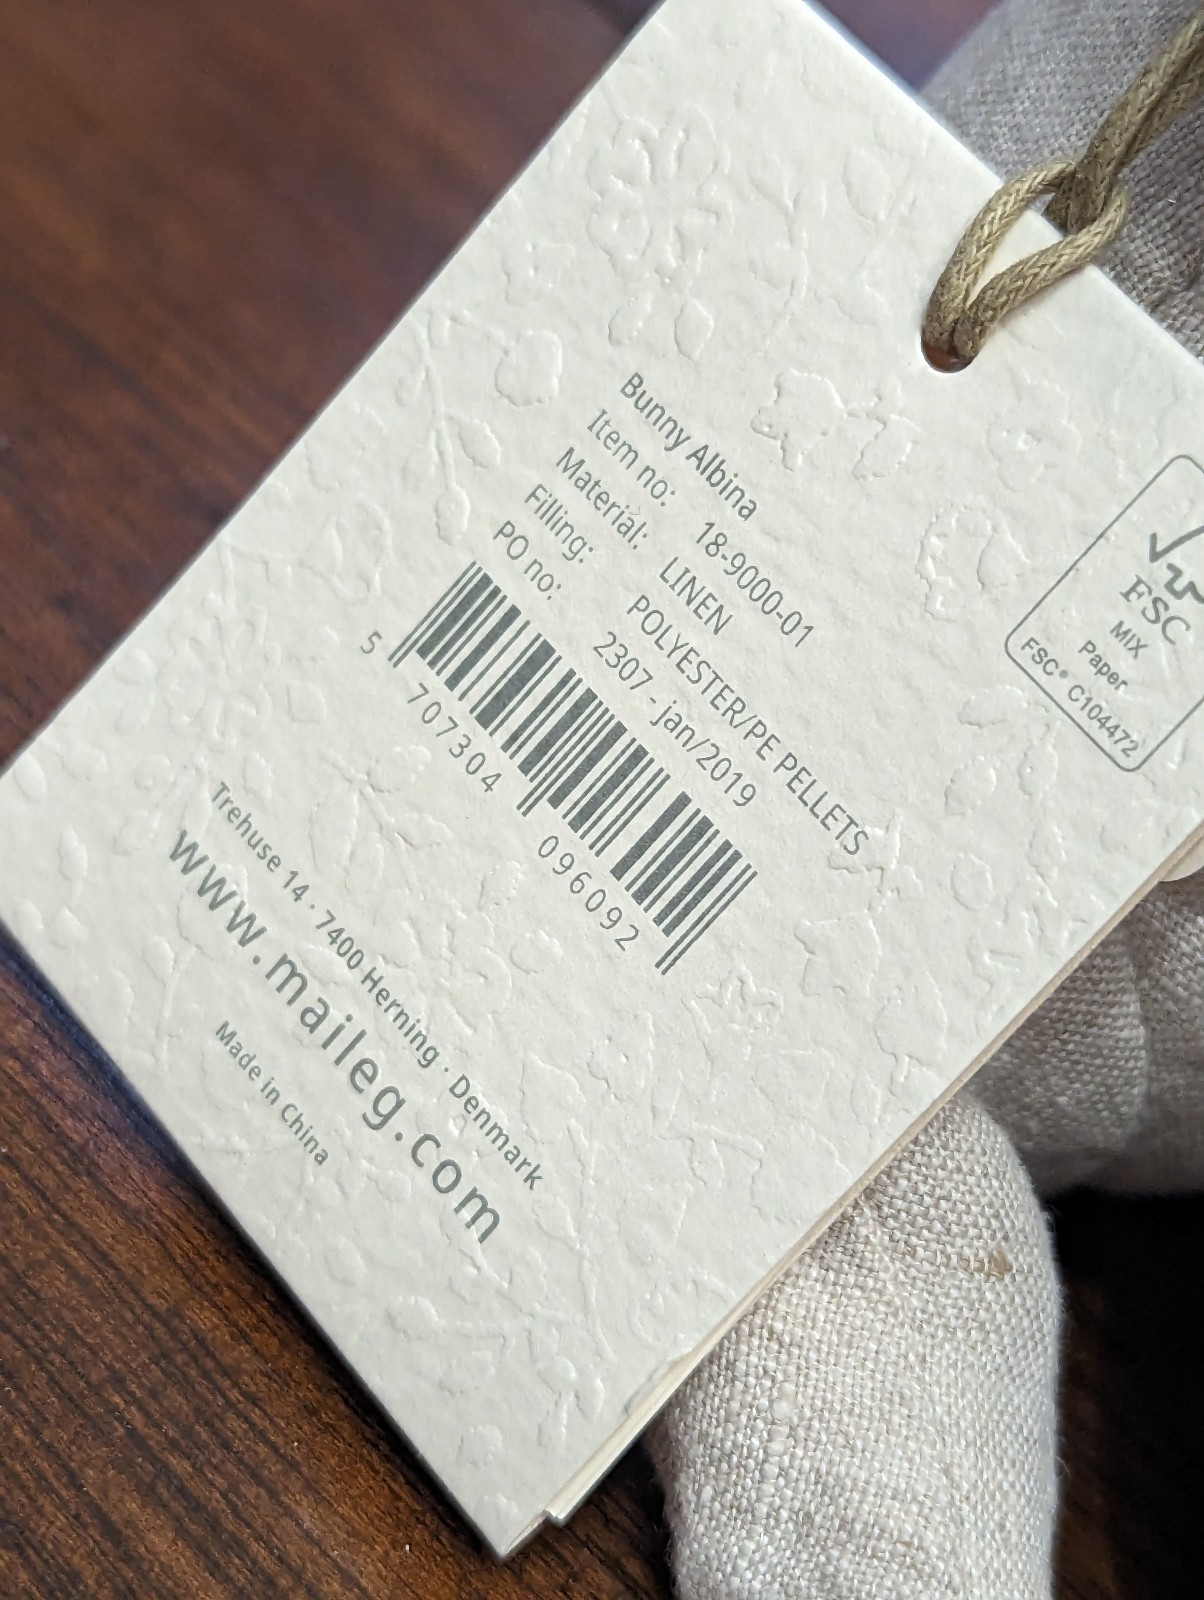 Bunny Albina
Item no: 18-9000-01
Material: LINEN
Filling: POLYESTER/PE PELLETS
PO no: 2307 - jan/2019
5 707304 096092
Trehuse 14 · 7400 Herning · Denmark
www.maileg.com
Made in China
FSC
MIX
Paper
FSC® C104472